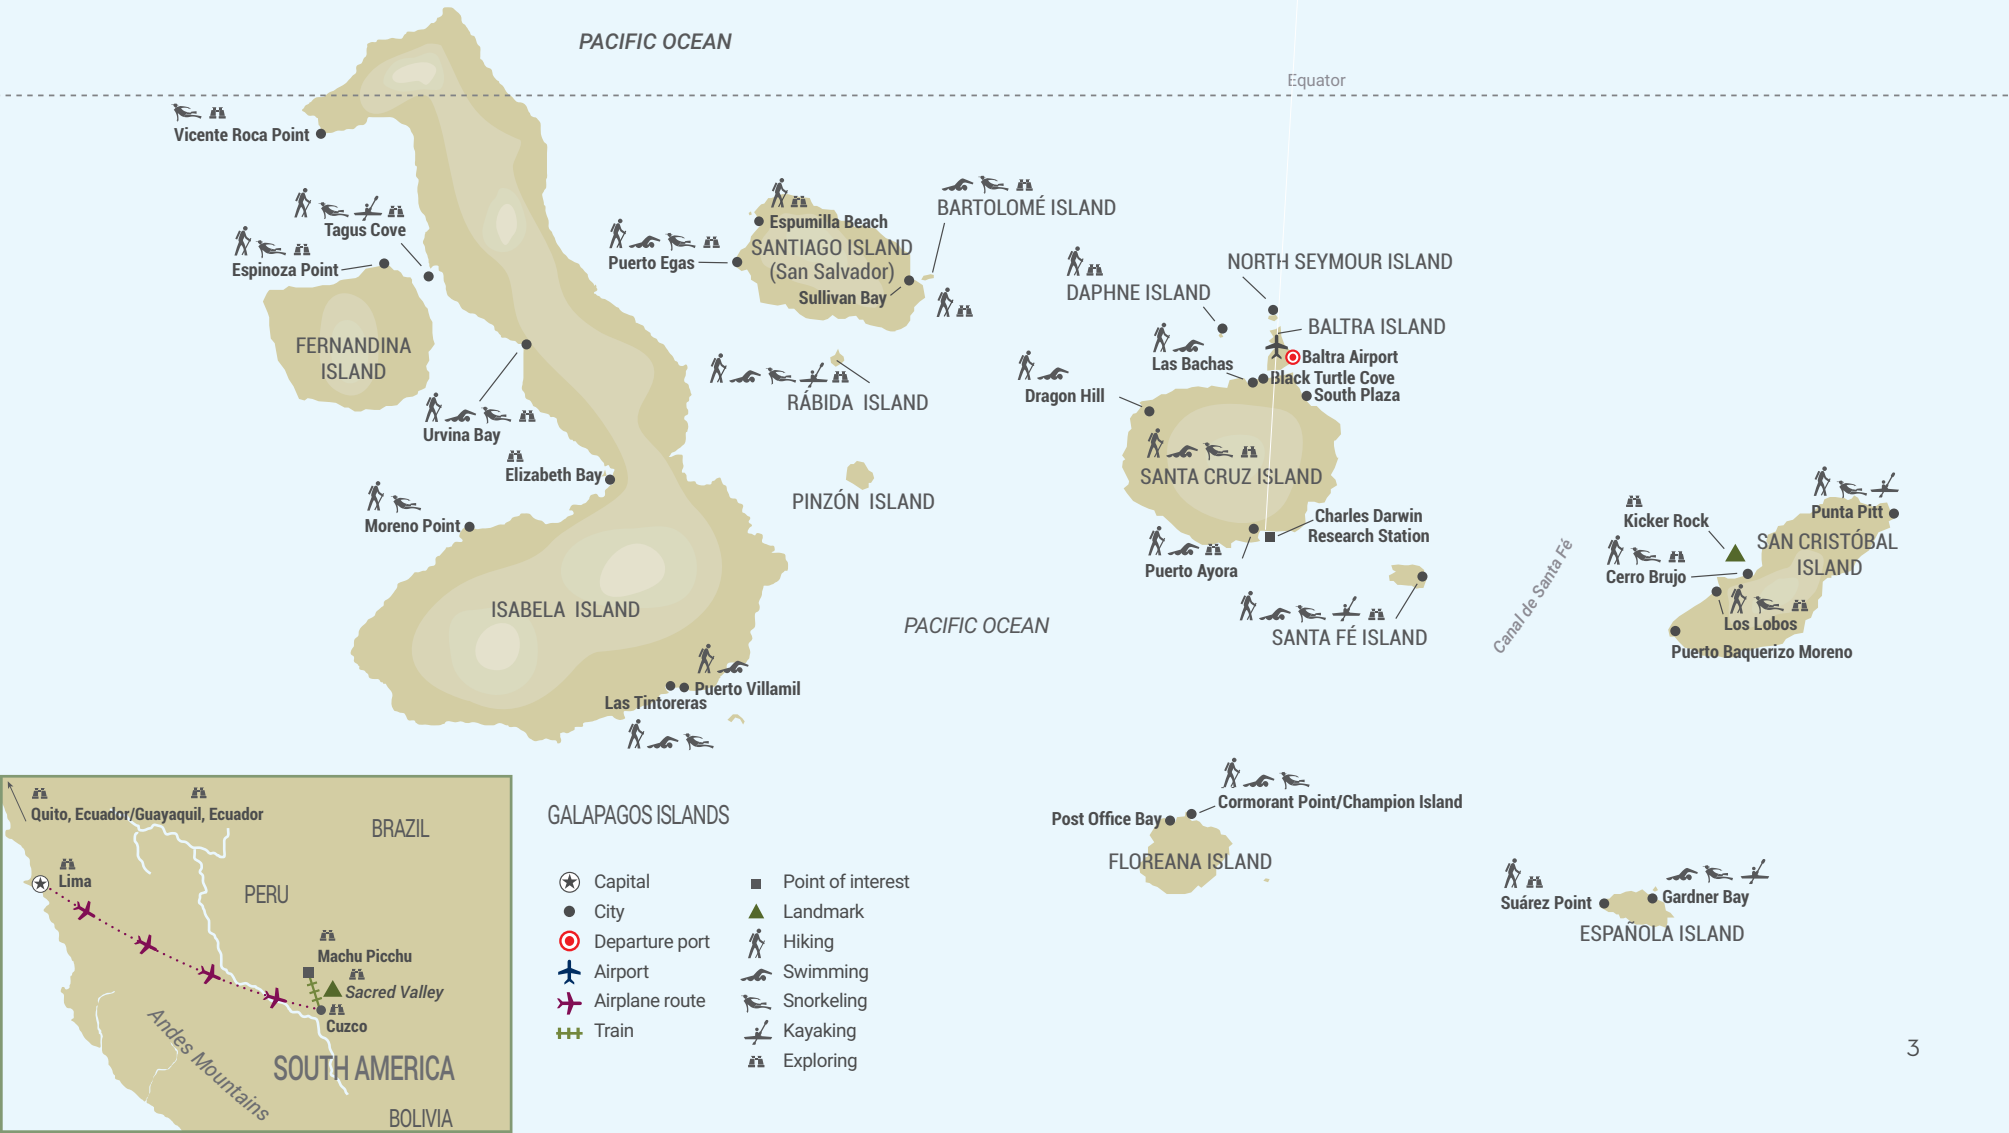 PACIFIC OCEAN
Equator
Vicente Roca Point
Tagus Cove
Espinoza Point
FERNANDINA
ISLAND
Urvina Bay
Elizabeth Bay
Moreno Point
ISABELA ISLAND
Puerto Villamil
Las Tintoreras
Espumilla Beach
SANTIAGO ISLAND
(San Salvador)
Puerto Egas
Sullivan Bay
BARTOLOMÉ ISLAND
RÁBIDA ISLAND
PINZÓN ISLAND
PACIFIC OCEAN
NORTH SEYMOUR ISLAND
DAPHNE ISLAND
BALTRA ISLAND
Baltra Airport
Las Bachas
Black Turtle Cove
South Plaza
Dragon Hill
SANTA CRUZ ISLAND
Charles Darwin
Research Station
Puerto Ayora
SANTA FÉ ISLAND
Canal de Santa Fé
Punta Pitt
Kicker Rock
SAN CRISTÓBAL
ISLAND
Cerro Brujo
Los Lobos
Puerto Baquerizo Moreno
Cormorant Point/Champion Island
Post Office Bay
FLOREANA ISLAND
Suárez Point
Gardner Bay
ESPAÑOLA ISLAND
Quito, Ecuador/Guayaquil, Ecuador
BRAZIL
Lima
PERU
Machu Picchu
Sacred Valley
Cuzco
Andes Mountains
SOUTH AMERICA
BOLIVIA
GALAPAGOS ISLANDS
Capital
City
Departure port
Airport
Airplane route
Train
Point of interest
Landmark
Hiking
Swimming
Snorkeling
Kayaking
Exploring
3